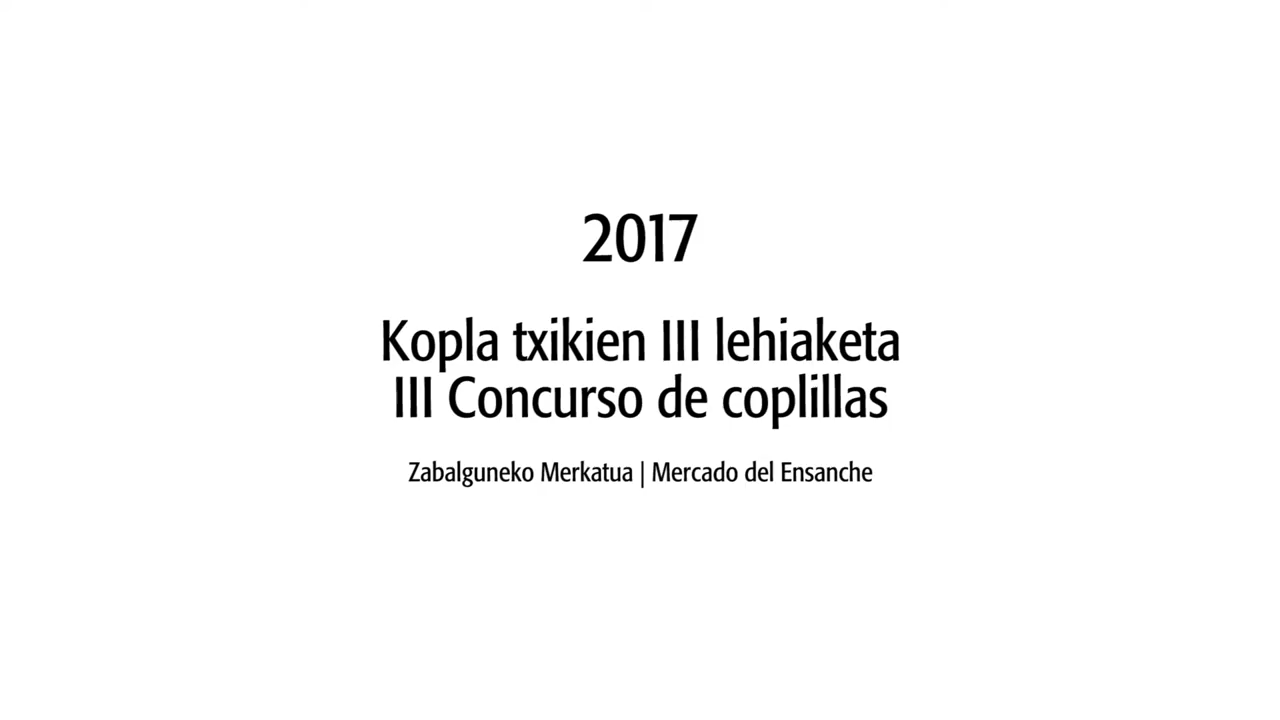 2017
Kopla txikien III lehiaketa
III Concurso de coplillas
Zabalguneko Merkatua | Mercado del Ensanche